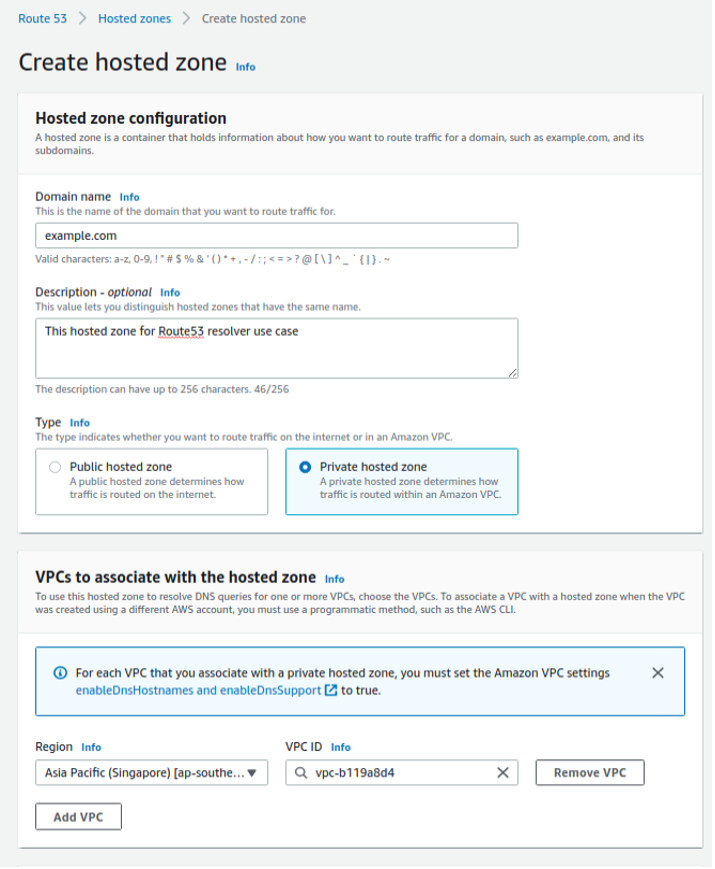 Route 53 > Hosted zones > Create hosted zone
Create hosted zone Info
Hosted zone configuration
A hosted zone is a container that holds information about how you want to route traffic for a domain, such as example.com, and its
subdomains.
Domain name Info
This is the name of the domain that you want to route traffic for.
example.com
Valid characters: a-z, 0-9, ! " # $ % & ' ( ) * + , - / : ; < = > ? @ [ \ ] ^ _ ` { | } . ~
Description - optional Info
This value lets you distinguish hosted zones that have the same name.
This hosted zone for Route53 resolver use case
The description can have up to 256 characters. 46/256
Type Info
The type indicates whether you want to route traffic on the internet or in an Amazon VPC.
Public hosted zone
A public hosted zone determines how
traffic is routed on the internet.
Private hosted zone
A private hosted zone determines how
traffic is routed within an Amazon VPC.
VPCs to associate with the hosted zone Info
To use this hosted zone to resolve DNS queries for one or more VPCs, choose the VPCs. To associate a VPC with a hosted zone when the VPC
was created using a different AWS account, you must use a programmatic method, such as the AWS CLI.
For each VPC that you associate with a private hosted zone, you must set the Amazon VPC settings
enableDnsHostnames and enableDnsSupport to true.
Region Info
VPC ID Info
Asia Pacific (Singapore) [ap-southe...
vpc-b119a8d4
Remove VPC
Add VPC